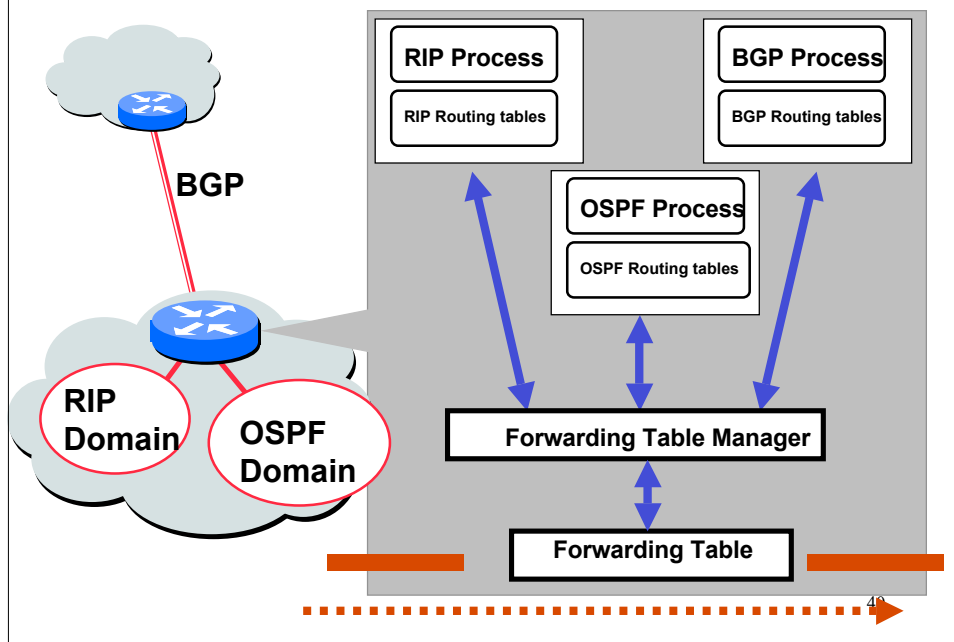 RIP Process
RIP Routing tables
BGP Process
BGP Routing tables
OSPF Process
OSPF Routing tables
BGP
RIP
Domain
OSPF
Domain
Forwarding Table Manager
Forwarding Table